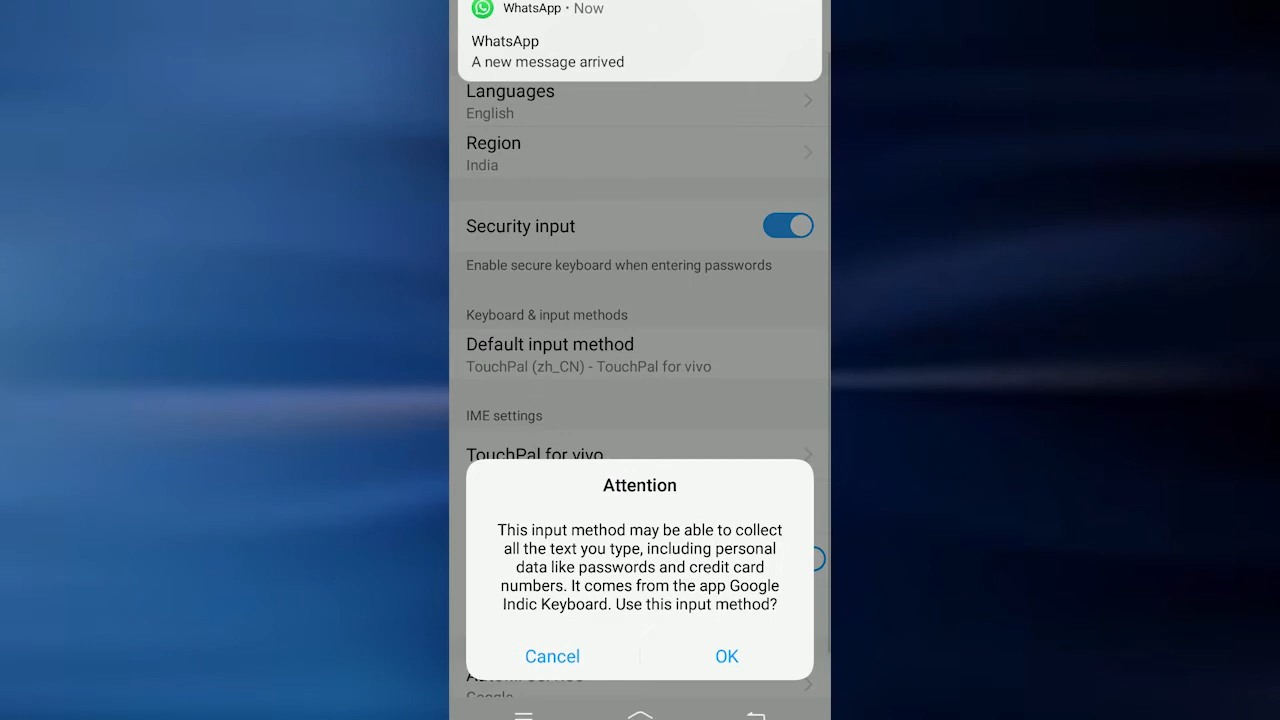 WhatsApp • Now
WhatsApp
A new message arrived
Languages
English
Region
India
Security input
Enable secure keyboard when entering passwords
Keyboard & input methods
Default input method
TouchPal (zh_CN) - TouchPal for vivo
IME settings
TouchPal for vivo
Attention
This input method may be able to collect
all the text you type, including personal
data like passwords and credit card
numbers. It comes from the app Google
Indic Keyboard. Use this input method?
Cancel
OK
Google